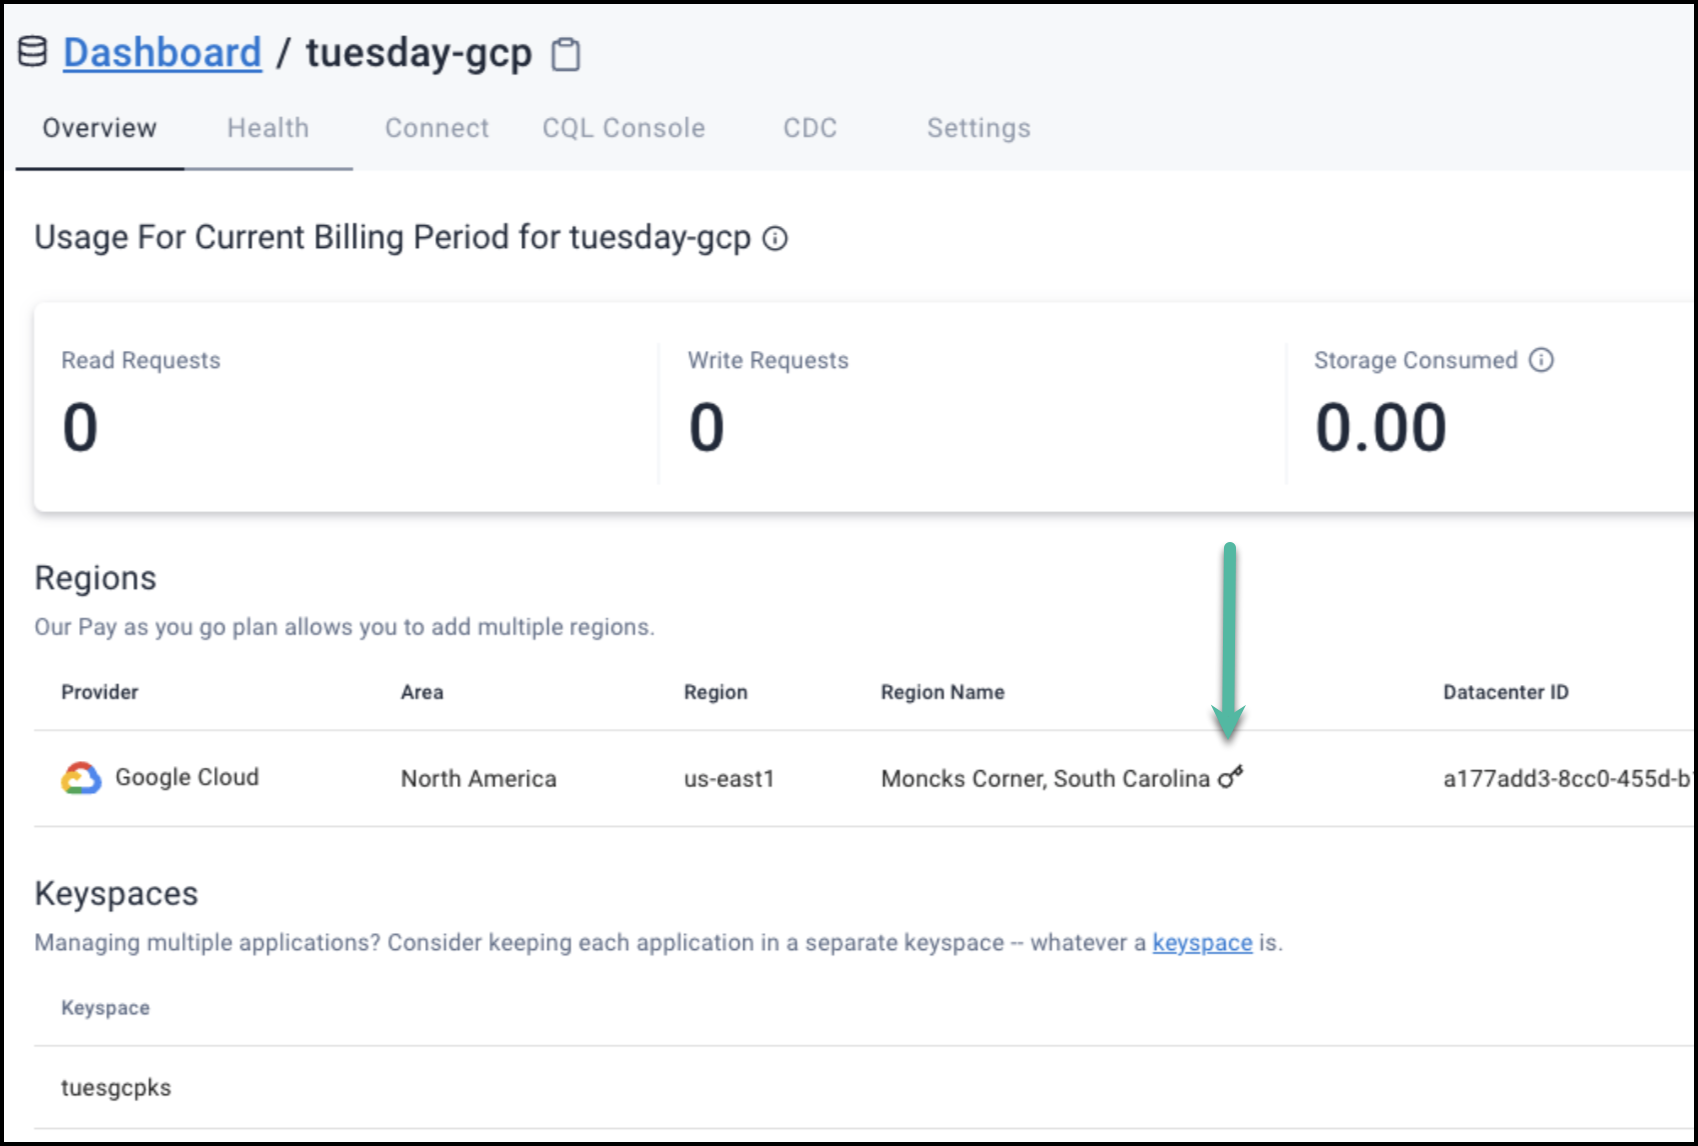 Dashboard / tuesday-gcp
Overview Health Connect CQL Console CDC Settings
Usage For Current Billing Period for tuesday-gcp
Read Requests Write Requests Storage Consumed
0 0 0.00
Regions
Our Pay as you go plan allows you to add multiple regions.
Provider Area Region Region Name Datacenter ID
Google Cloud North America us-east1 Moncks Corner, South Carolina a177add3-8cc0-455d-b
Keyspaces
Managing multiple applications? Consider keeping each application in a separate keyspace -- whatever a keyspace is.
Keyspace
tuesgcpks